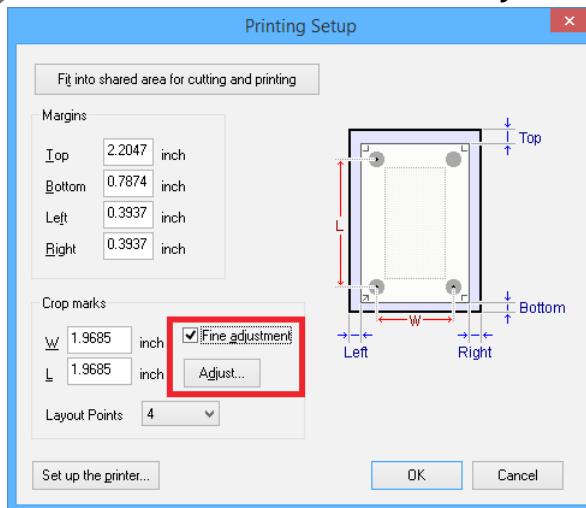 Printing Setup
Fit into shared area for cutting and printing
Margins
Top 2.2047 inch
Bottom 0.7874 inch
Left 0.3937 inch
Right 0.3937 inch
Top
L
W
Bottom
Left Right
Crop marks
W 1.9685 inch Fine adjustment
L 1.9685 inch Adjust...
Layout Points 4
Set up the printer... OK Cancel